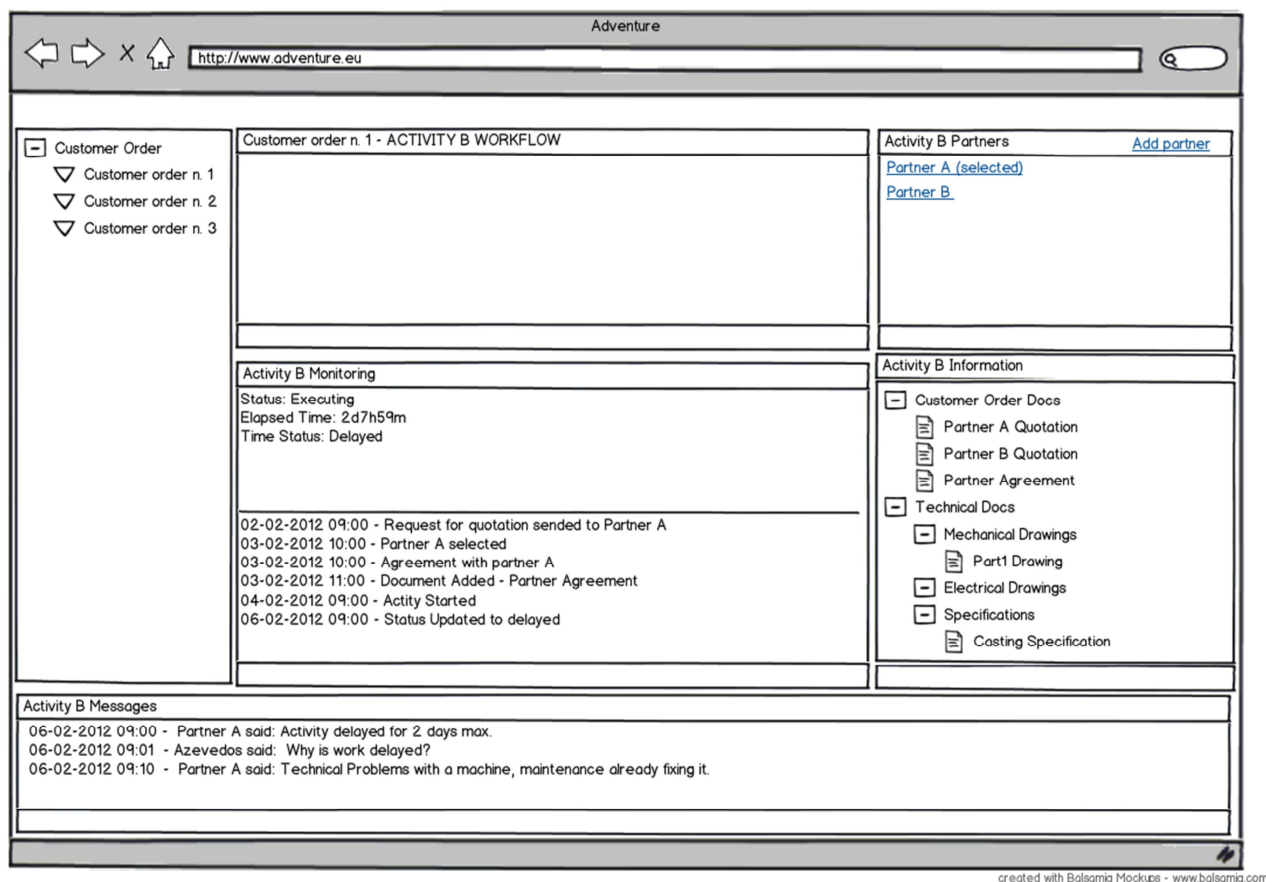 Adventure
http://www.adventure.eu
Customer Order
Customer order n. 1
Customer order n. 2
Customer order n. 3
Customer order n. 1 - ACTIVITY B WORKFLOW
Activity B Partners
Add partner
Partner A (selected)
Partner B
Activity B Monitoring
Status: Executing
Elapsed Time: 2d7h59m
Time Status: Delayed
02-02-2012 09:00 - Request for quotation sended to Partner A
03-02-2012 10:00 - Partner A selected
03-02-2012 10:00 - Agreement with partner A
03-02-2012 11:00 - Document Added - Partner Agreement
04-02-2012 09:00 - Actity Started
06-02-2012 09:00 - Status Updated to delayed
Activity B Information
Customer Order Docs
Partner A Quotation
Partner B Quotation
Partner Agreement
Technical Docs
Mechanical Drawings
Part1 Drawing
Electrical Drawings
Specifications
Casting Specification
Activity B Messages
06-02-2012 09:00 - Partner A said: Activity delayed for 2 days max.
06-02-2012 09:01 - Azevedos said: Why is work delayed?
06-02-2012 09:10 - Partner A said: Technical Problems with a machine, maintenance already fixing it.
created with Balsamiq Mockups - www.balsamiq.com